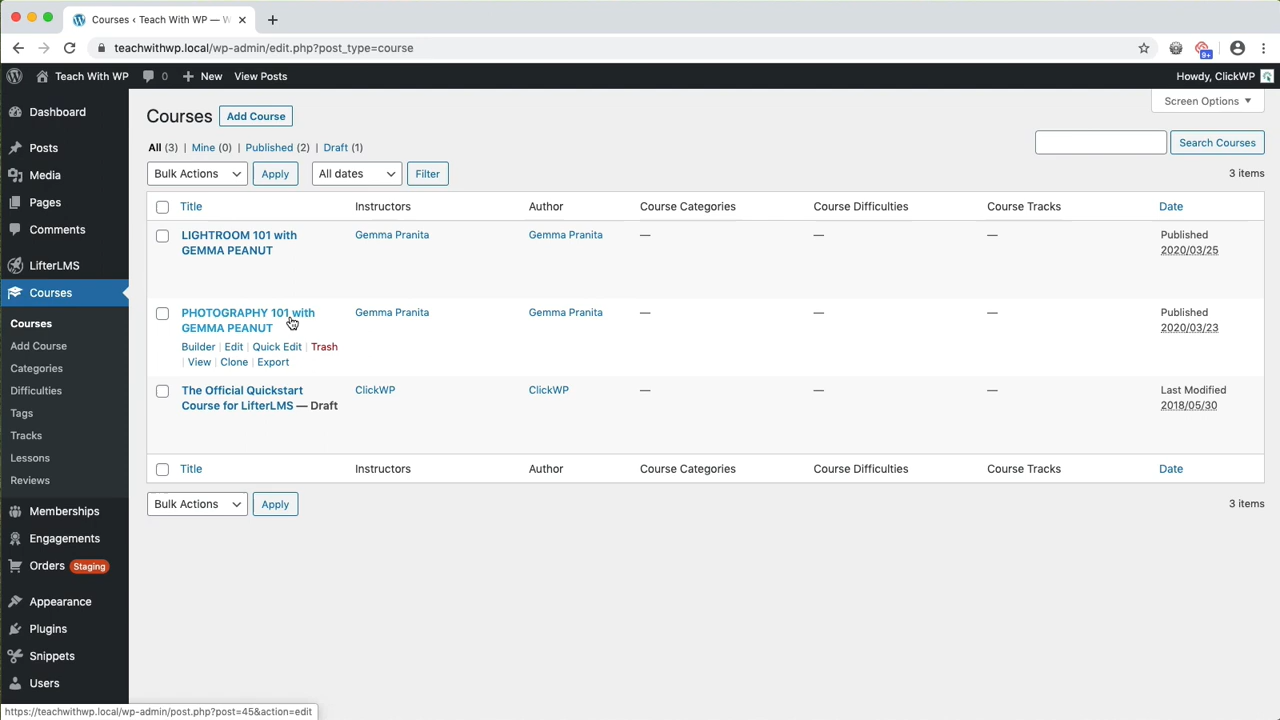 Courses ‹ Teach With WP — W
teachwithwp.local/wp-admin/edit.php?post_type=course
9+
Teach With WP 0 New View Posts Howdy, ClickWP
Dashboard
Posts
Media
Pages
Comments
LifterLMS
Courses
Courses
Add Course
Categories
Difficulties
Tags
Tracks
Lessons
Reviews
Memberships
Engagements
Orders Staging
Appearance
Plugins
Snippets
Users
Screen Options
Courses Add Course
All (3) | Mine (0) | Published (2) | Draft (1)
Search Courses
Bulk Actions Apply All dates Filter 3 items
Title Instructors Author Course Categories Course Difficulties Course Tracks Date
LIGHTROOM 101 with Gemma Pranita Gemma Pranita — — — Published
GEMMA PEANUT 2020/03/25
PHOTOGRAPHY 101 with Gemma Pranita Gemma Pranita — — — Published
GEMMA PEANUT 2020/03/23
Builder | Edit | Quick Edit | Trash
| View | Clone | Export
The Official Quickstart ClickWP ClickWP — — — Last Modified
Course for LifterLMS — Draft 2018/05/30
Title Instructors Author Course Categories Course Difficulties Course Tracks Date
Bulk Actions Apply 3 items
https://teachwithwp.local/wp-admin/post.php?post=45&action=edit